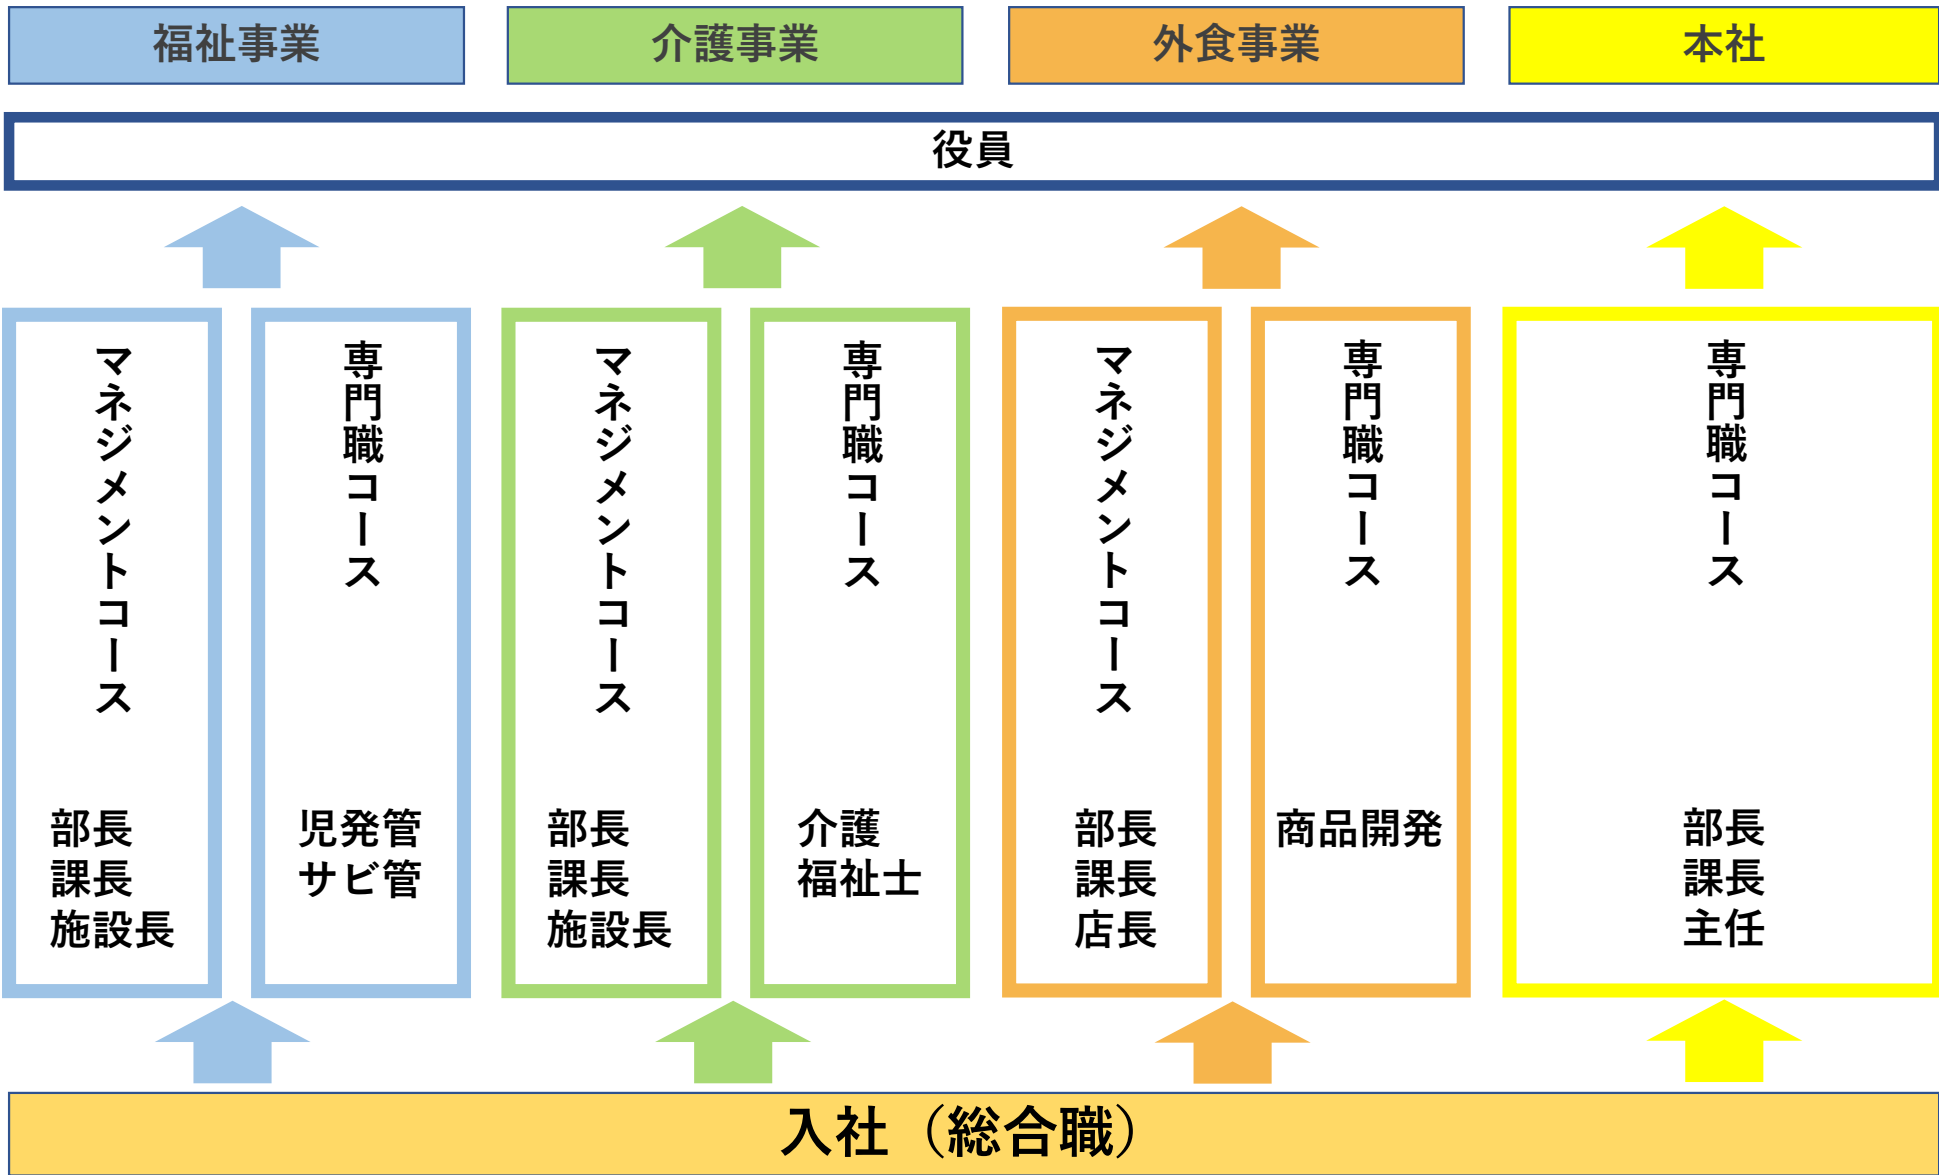 福祉事業
介護事業
外食事業
本社
役員
マネジメントコース
部長
課長
施設長
専門職コース
児発管
サビ管
マネジメントコース
部長
課長
施設長
専門職コース
介護
福祉士
マネジメントコース
部長
課長
店長
専門職コース
商品開発
専門職コース
部長
課長
主任
入社（総合職）